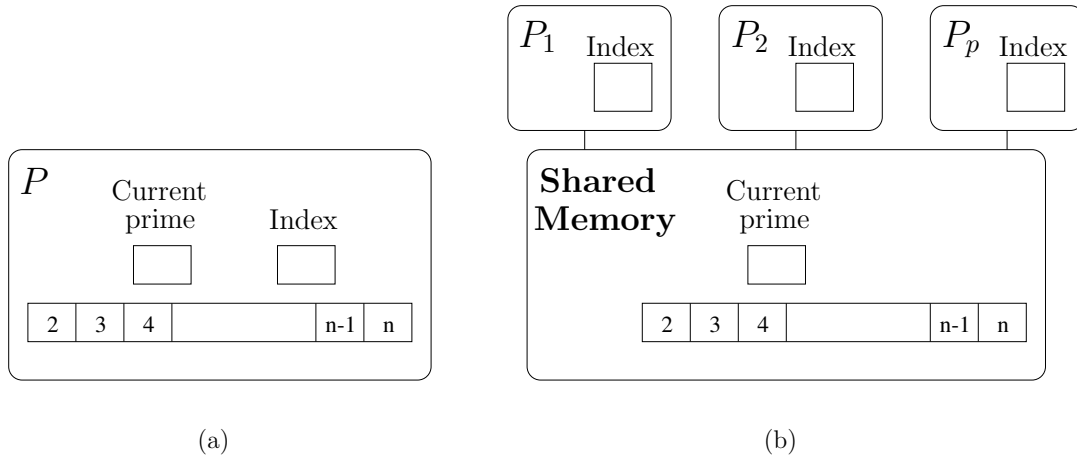 P
Current
prime
Index
2 3 4 n-1 n
(a)
P1 Index
P2 Index
Pp Index
Shared
Memory
Current
prime
2 3 4 n-1 n
(b)